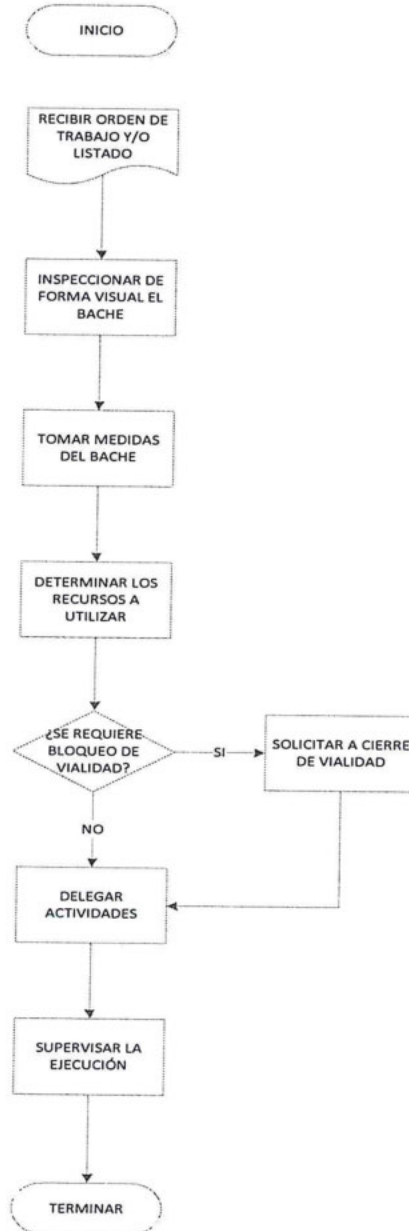 INICIO
RECIBIR ORDEN DE
TRABAJO Y/O
LISTADO
INSPECCIONAR DE
FORMA VISUAL EL
BACHE
TOMAR MEDIDAS
DEL BACHE
DETERMINAR LOS
RECURSOS A
UTILIZAR
¿SE REQUIERE
BLOQUEO DE
VIALIDAD?
SI
SOLICITAR A CIERRE
DE VIALIDAD
NO
DELEGAR
ACTIVIDADES
SUPERVISAR LA
EJECUCIÓN
TERMINAR